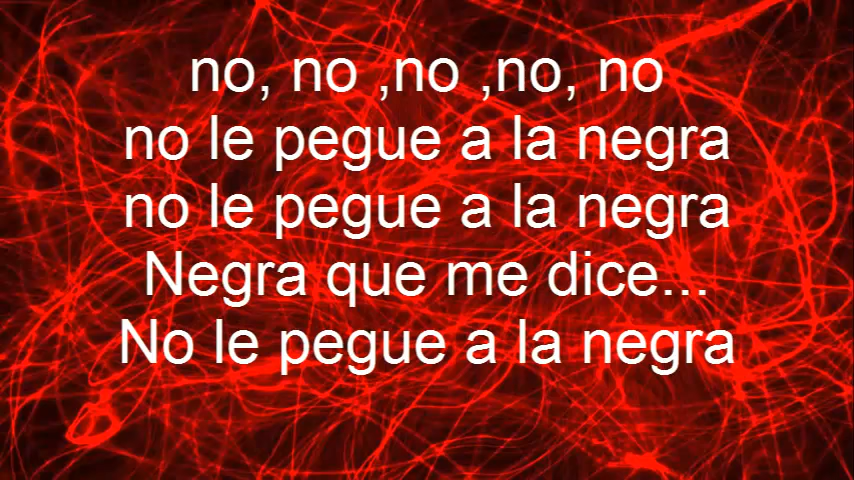 no, no ,no ,no, no
no le pegue a la negra
no le pegue a la negra
Negra que me dice...
No le pegue a la negra